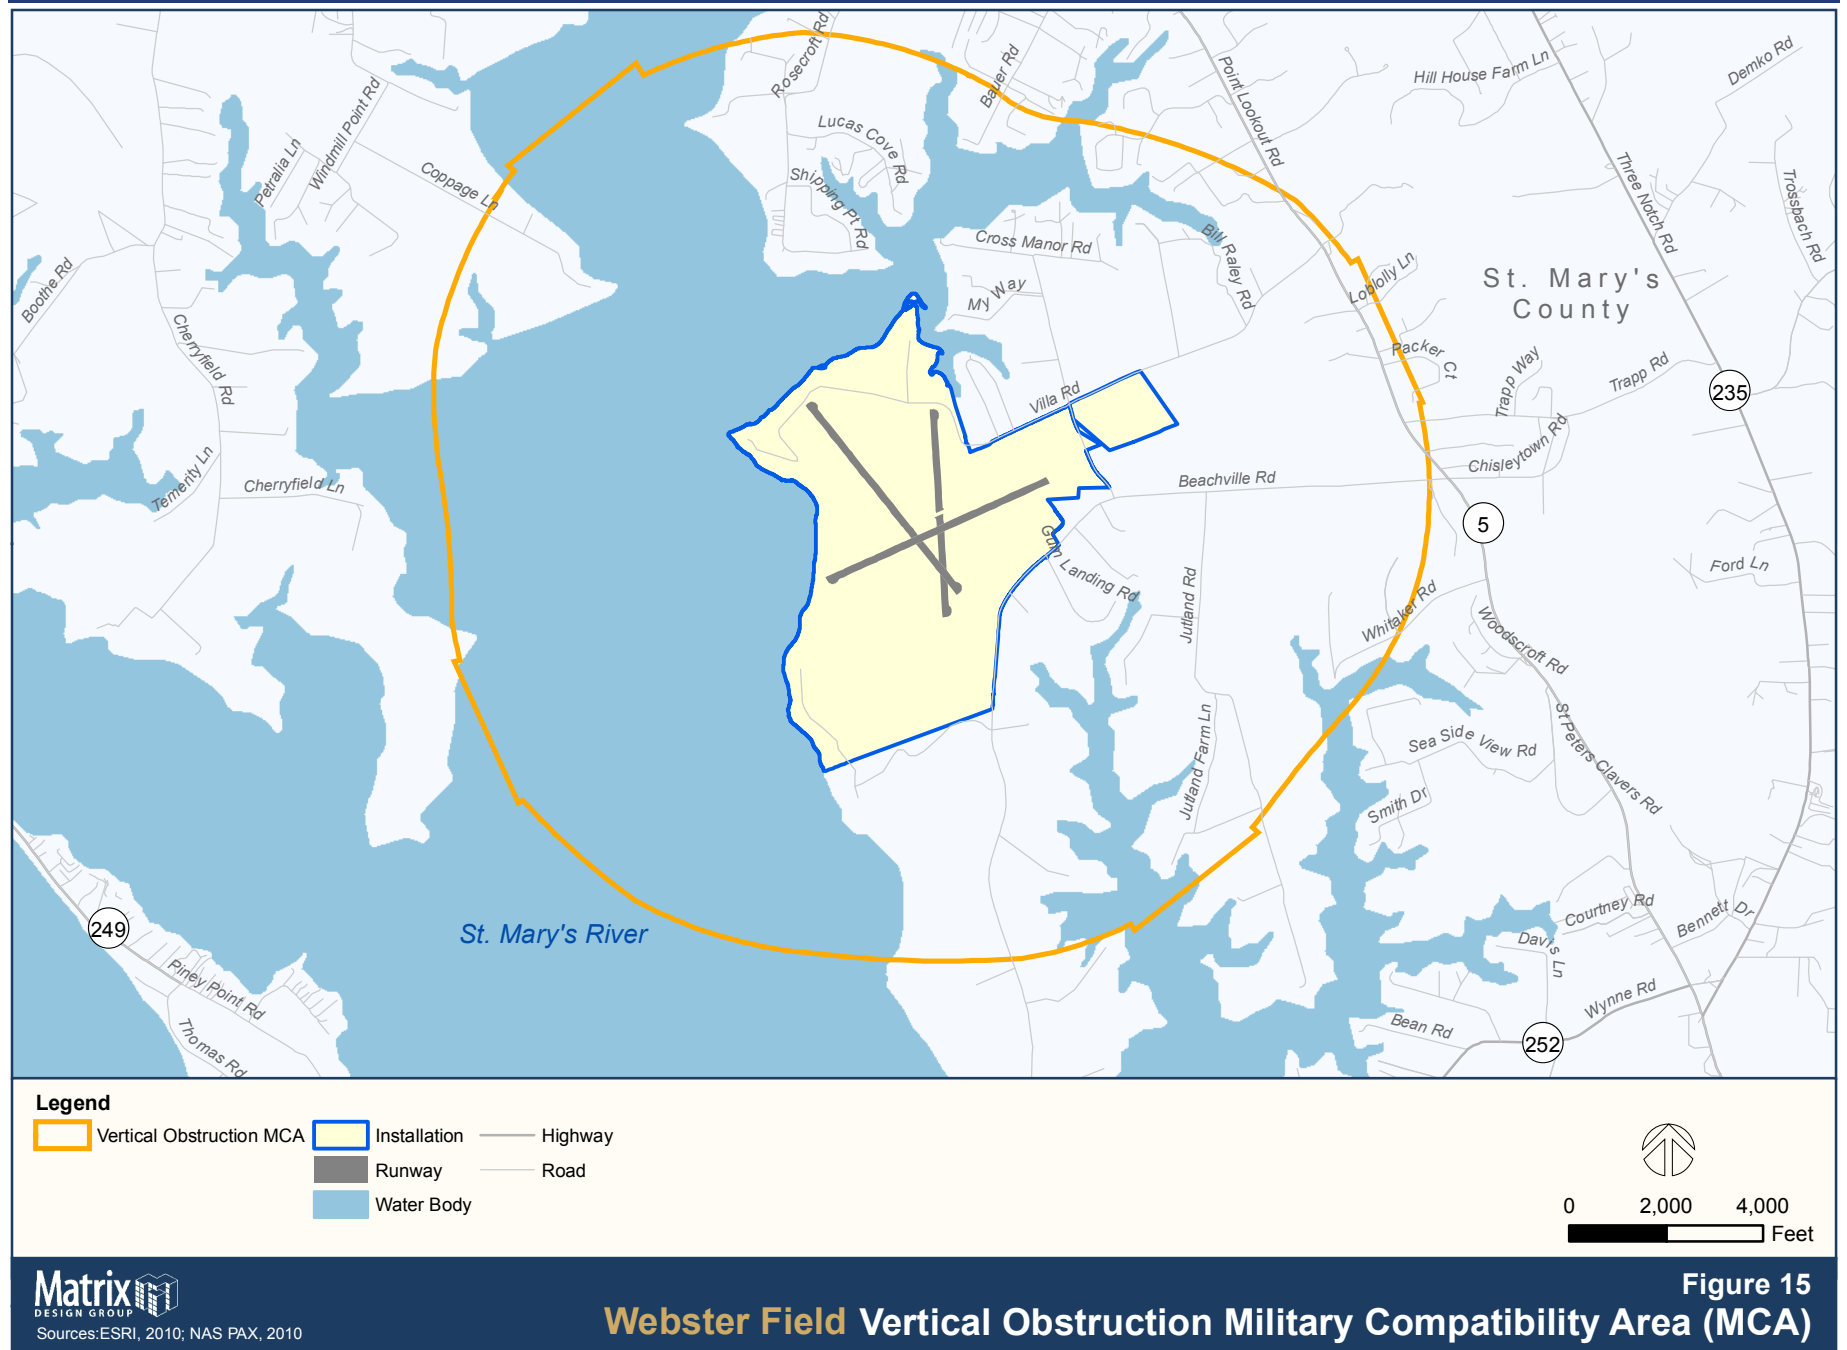 Rosecroft Rd
Bauer Rd
Point Lookout Rd
Hill House Farm Ln
Demko Rd
Windmill Point Rd
Petralia Ln
Coppage Ln
Lucas Cove Rd
Shipping Pt Rd
Three Notch Rd
Trossbach Rd
Cross Manor Rd
Bill Raley Rd
Boothe Rd
My Way
Loblolly Ln
St. Mary's
County
Cherryfield Rd
Packer Ct
Trapp Way
Trapp Rd
235
Villa Rd
Temerity Ln
Cherryfield Ln
Beachville Rd
Chisleytown Rd
5
Gum Landing Rd
Jutland Rd
Whitaker Rd
Ford Ln
Woodscroft Rd
Jutland Farm Ln
Sea Side View Rd
St Peters Clavers Rd
Smith Dr
249
St. Mary's River
Courtney Rd
Bennett Dr
Davis Ln
Piney Point Rd
Wynne Rd
Thomas Rd
Bean Rd
252
Legend
Vertical Obstruction MCA
Installation
Highway
Runway
Road
Water Body
0 2,000 4,000
Feet
Matrix
DESIGN GROUP
Sources:ESRI, 2010; NAS PAX, 2010
Figure 15
Webster Field Vertical Obstruction Military Compatibility Area (MCA)